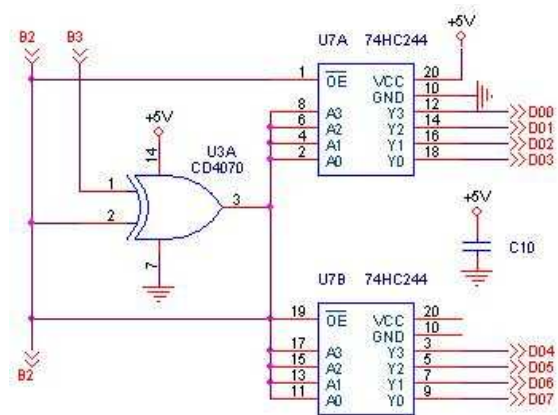 B2 B3
+5V
U7A 74HC244
1 OE VCC 20
GND 10
8 A3 Y3 12 D00
6 A2 Y2 14 D01
4 A1 Y1 16 D02
2 A0 Y0 18 D03
+5V
14
U3A
CD4070
1
2
3
7
+5V
C10
U7B 74HC244
19 OE VCC 20
GND 10
17 A3 Y3 3 D04
15 A2 Y2 5 D05
13 A1 Y1 7 D06
11 A0 Y0 9 D07
B2